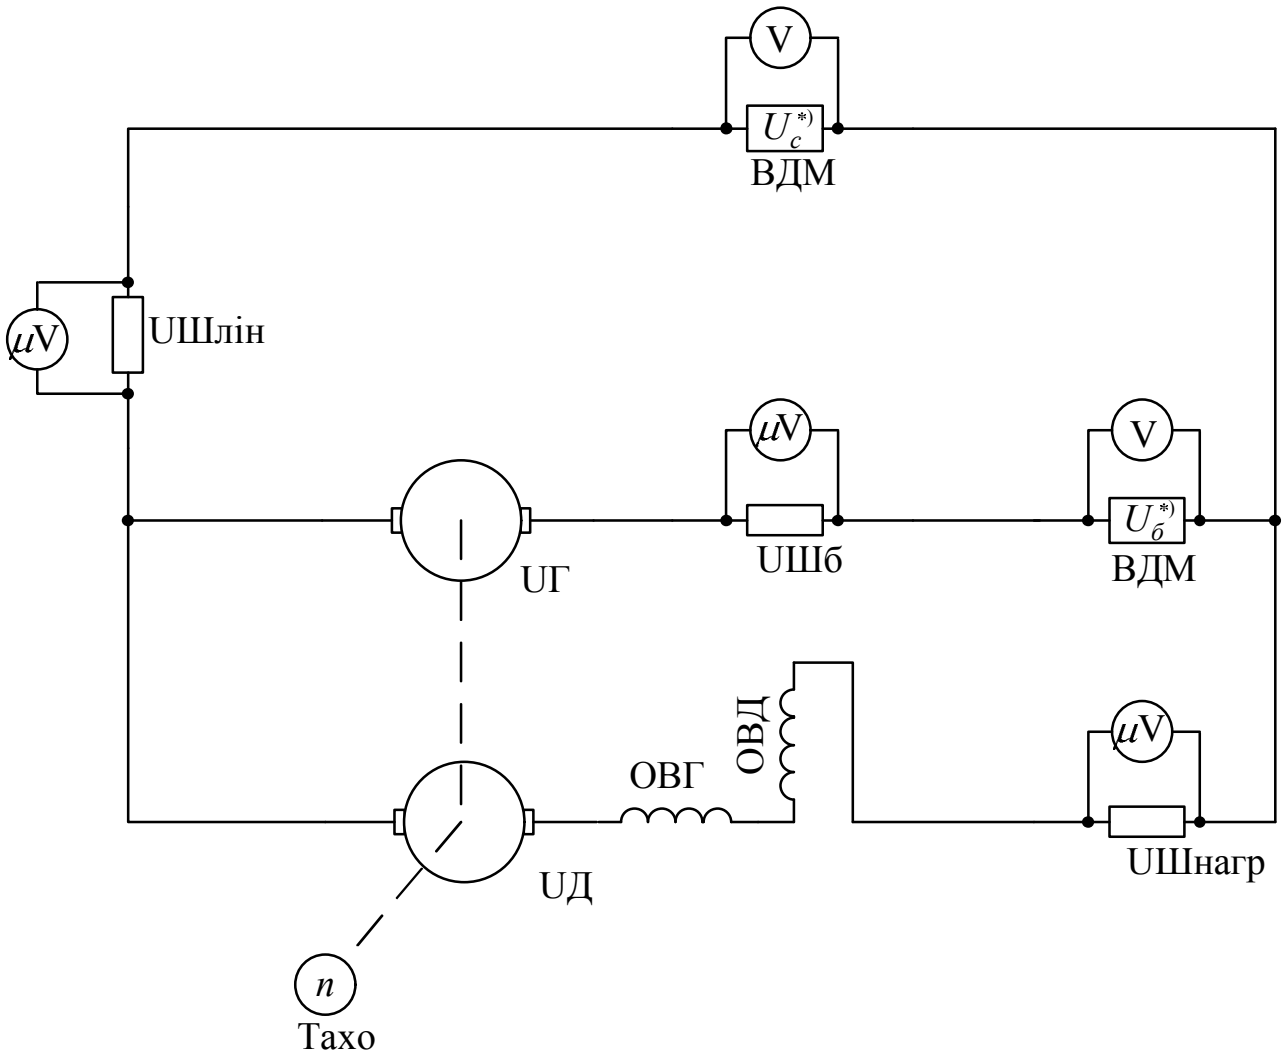 V
U_c^{*)}
ВДМ
μV
UШлін
μV
V
U_б^{*)}
UШб
ВДМ
UГ
ОВГ
ОВД
μV
UШнагр
UД
n
Тахо